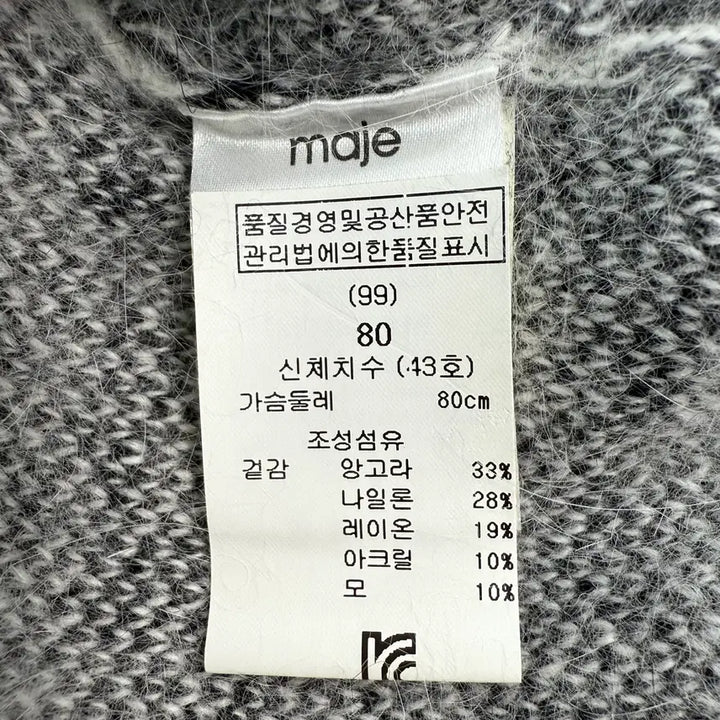 maje
품질경영및공산품안전
관리법에의한품질표시
(99)
80
신체치수 (43호)
가슴둘레 80cm
조성섬유
겉감 앙고라 33%
나일론 28%
레이온 19%
아크릴 10%
모 10%